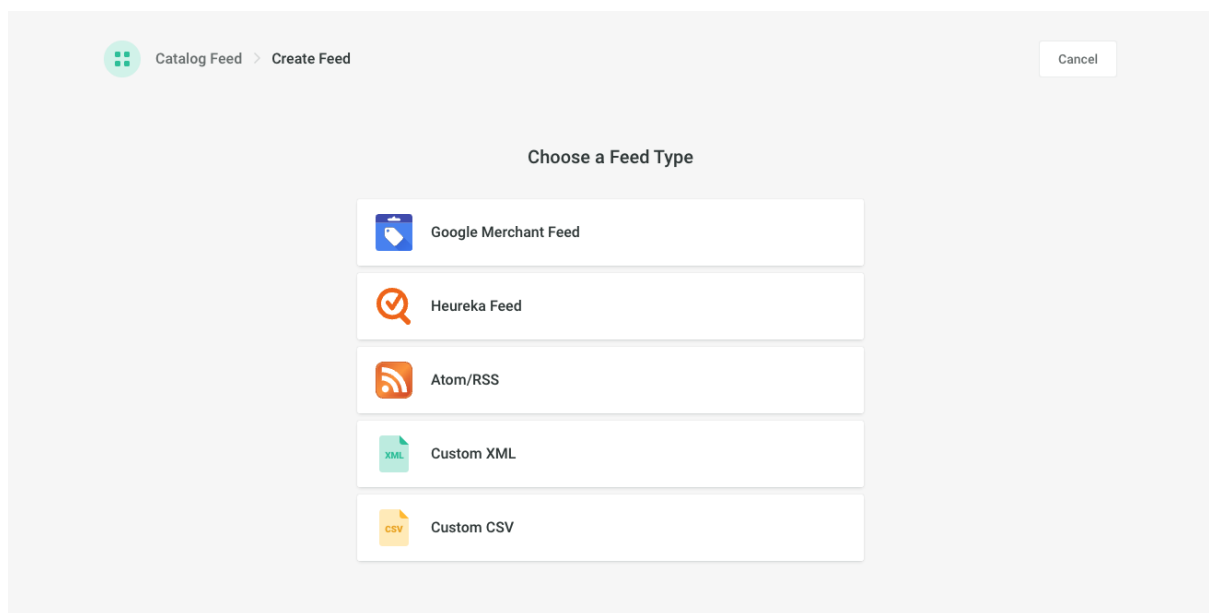 Catalog Feed > Create Feed
Cancel
Choose a Feed Type
Google Merchant Feed
Heureka Feed
Atom/RSS
XML
Custom XML
CSV
Custom CSV